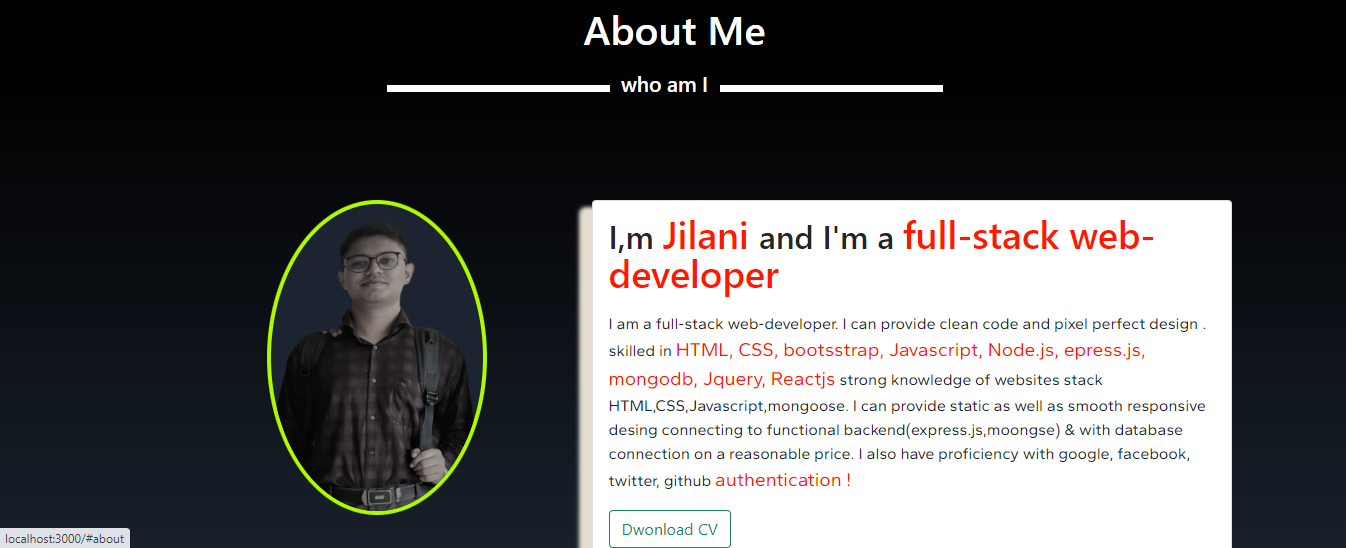 About Me
who am I
I,m Jilani and I'm a full-stack web-
developer
I am a full-stack web-developer. I can provide clean code and pixel perfect design .
skilled in HTML, CSS, bootsstrap, Javascript, Node.js, epress.js,
mongodb, Jquery, Reactjs strong knowledge of websites stack
HTML,CSS,Javascript,mongoose. I can provide static as well as smooth responsive
desing connecting to functional backend(express.js,moongse) & with database
connection on a reasonable price. I also have proficiency with google, facebook,
twitter, github authentication !
Dwonload CV
localhost:3000/#about